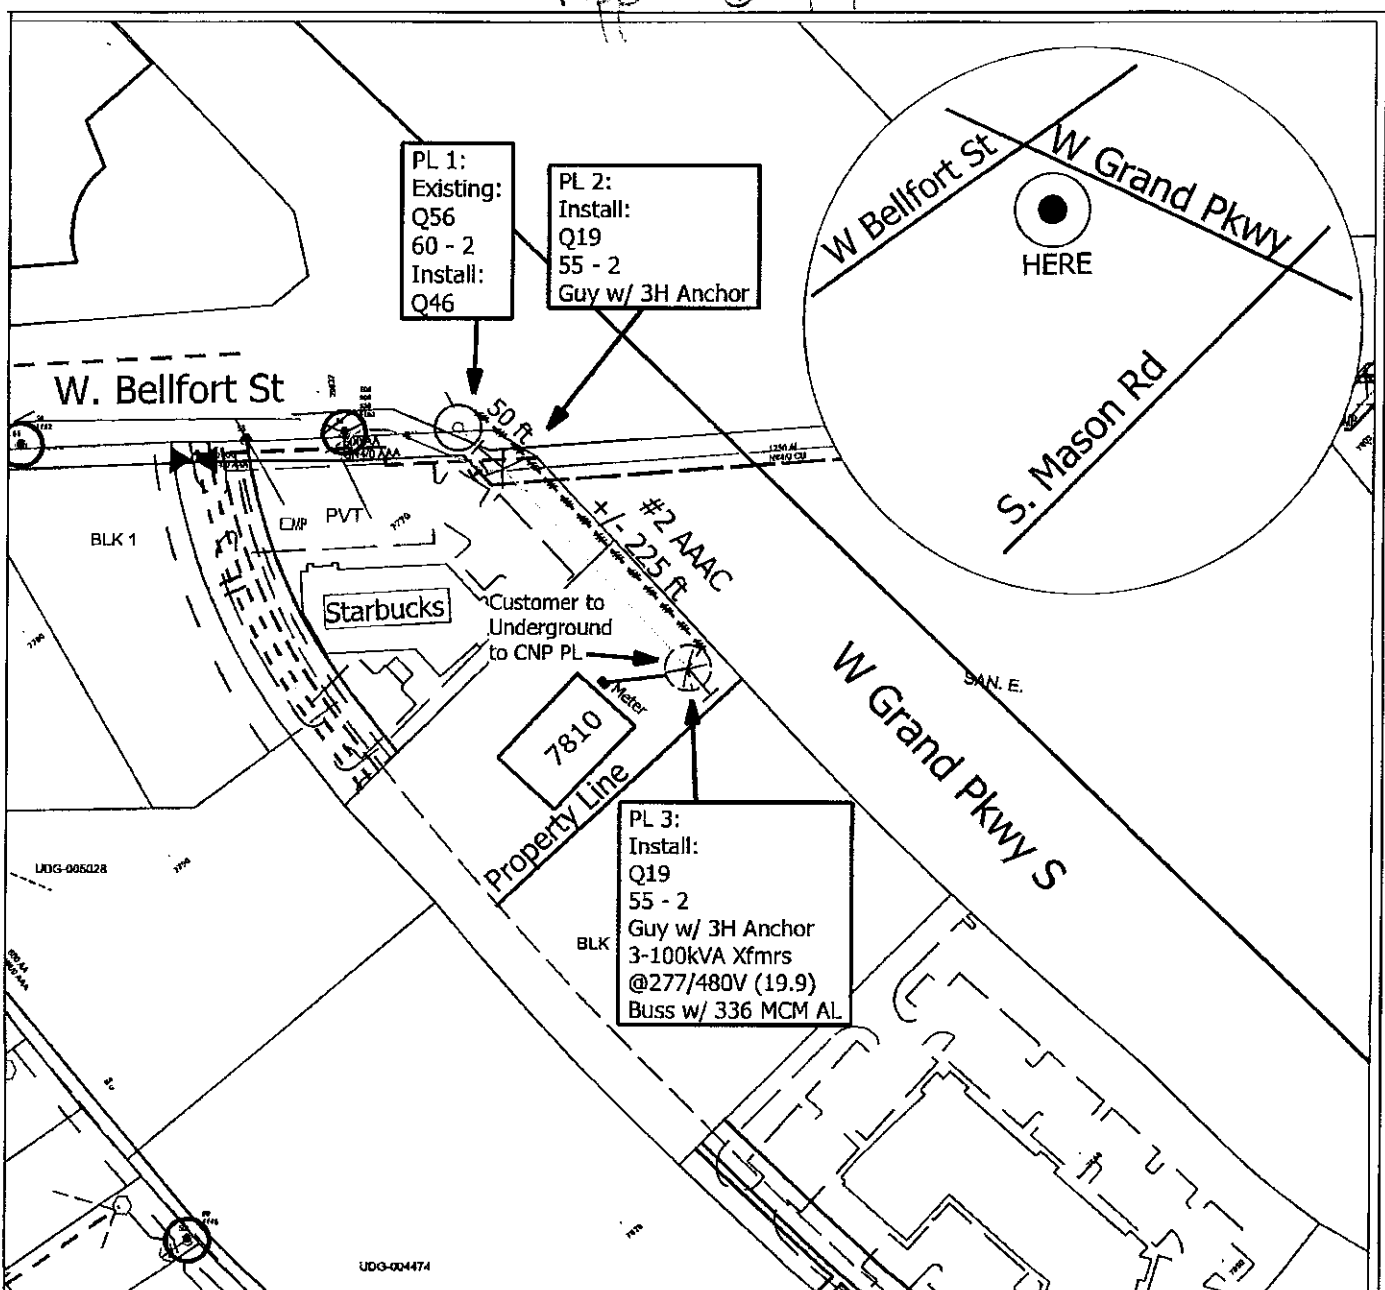 PL 1:
Existing:
Q56
60 - 2
Install:
Q46
PL 2:
Install:
Q19
55 - 2
Guy w/ 3H Anchor
W Bellfort St
W Grand Pkwy
HERE
S. Mason Rd
W. Bellfort St
50 ft
#2 AAAC
+/- 225 ft
BLK 1
PVT
7770
Starbucks
Customer to
Underground
to CNP PL
Meter
7810
Property Line
W Grand Pkwy S
SAN. E.
PL 3:
Install:
Q19
55 - 2
Guy w/ 3H Anchor
3-100kVA Xfmrs
@277/480V (19.9)
Buss w/ 336 MCM AL
BLK
UDG-005028
UDG-004474